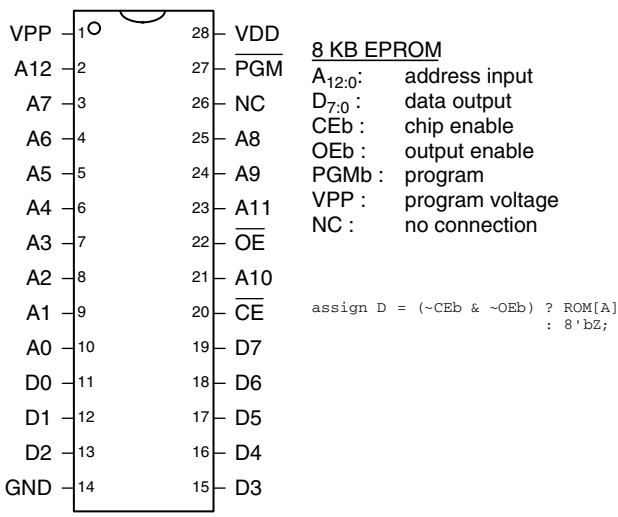 VPP 1 28 VDD
A12 2 27 PGM
A7 3 26 NC
A6 4 25 A8
A5 5 24 A9
A4 6 23 A11
A3 7 22 OE
A2 8 21 A10
A1 9 20 CE
A0 10 19 D7
D0 11 18 D6
D1 12 17 D5
D2 13 16 D4
GND 14 15 D3
8 KB EPROM
A12:0: address input
D7:0 : data output
CEb : chip enable
OEb : output enable
PGMb : program
VPP : program voltage
NC : no connection
assign D = (~CEb & ~OEb) ? ROM[A]
: 8'bZ;